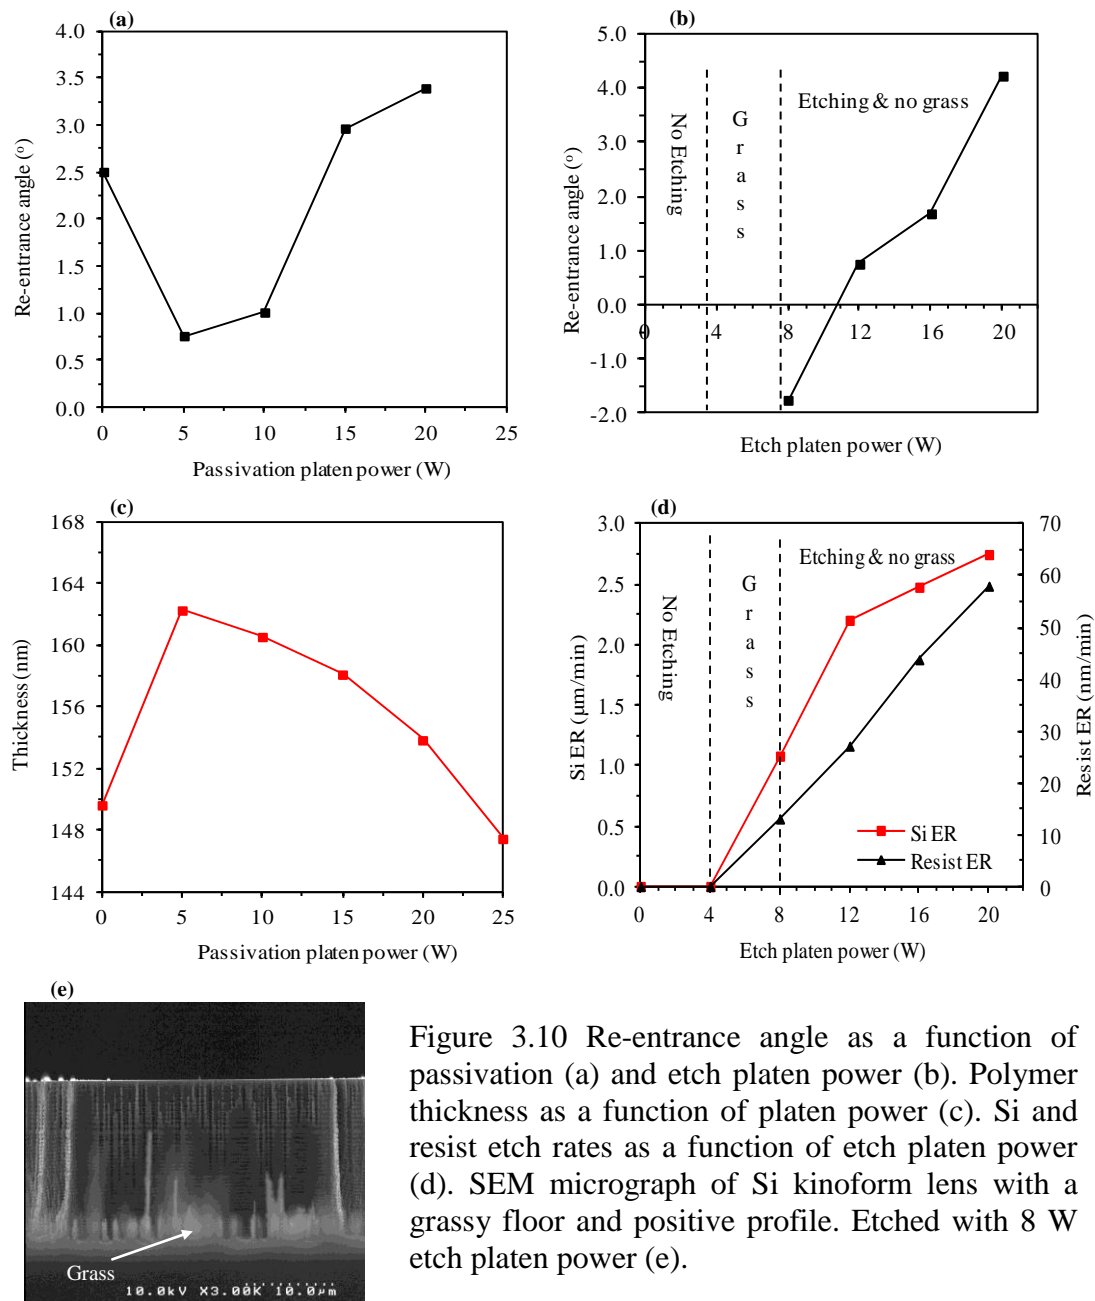 (a)
4.0
3.5
3.0
2.5
2.0
1.5
1.0
0.5
0.0
0 5 10 15 20 25
Re-entrance angle (o)
Passivation platen power (W)
(b)
5.0
4.0
3.0
2.0
1.0
0.0
-1.0
-2.0
0 4 8 12 16 20
Re-entrance angle (o)
No Etching
Grass
Etching & no grass
Etch platen power (W)
(c)
168
164
160
156
152
148
144
0 5 10 15 20 25
Thickness (nm)
Passivation platen power (W)
(d)
3.0
2.5
2.0
1.5
1.0
0.5
0.0
0 4 8 12 16 20
Si ER (μm/min)
No Etching
Grass
Etching & no grass
Si ER
Resist ER
70
60
50
40
30
20
10
0
Resist ER (nm/min)
Etch platen power (W)
(e)
Grass
10.0kV X3.00K 10.0μm
Figure 3.10 Re-entrance angle as a function of
passivation (a) and etch platen power (b). Polymer
thickness as a function of platen power (c). Si and
resist etch rates as a function of etch platen power
(d). SEM micrograph of Si kinoform lens with a
grassy floor and positive profile. Etched with 8 W
etch platen power (e).